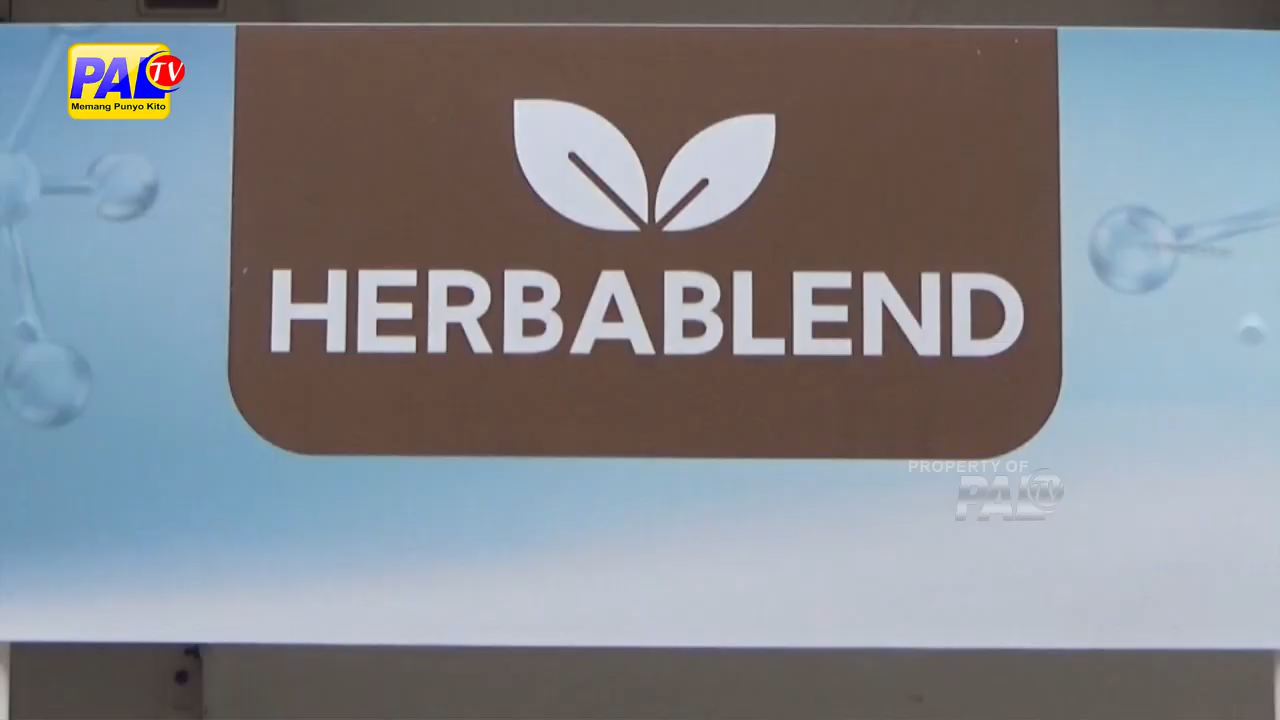 PAL TV
Memang Punyo Kito
HERBABLEND
PROPERTY OF
PAL TV